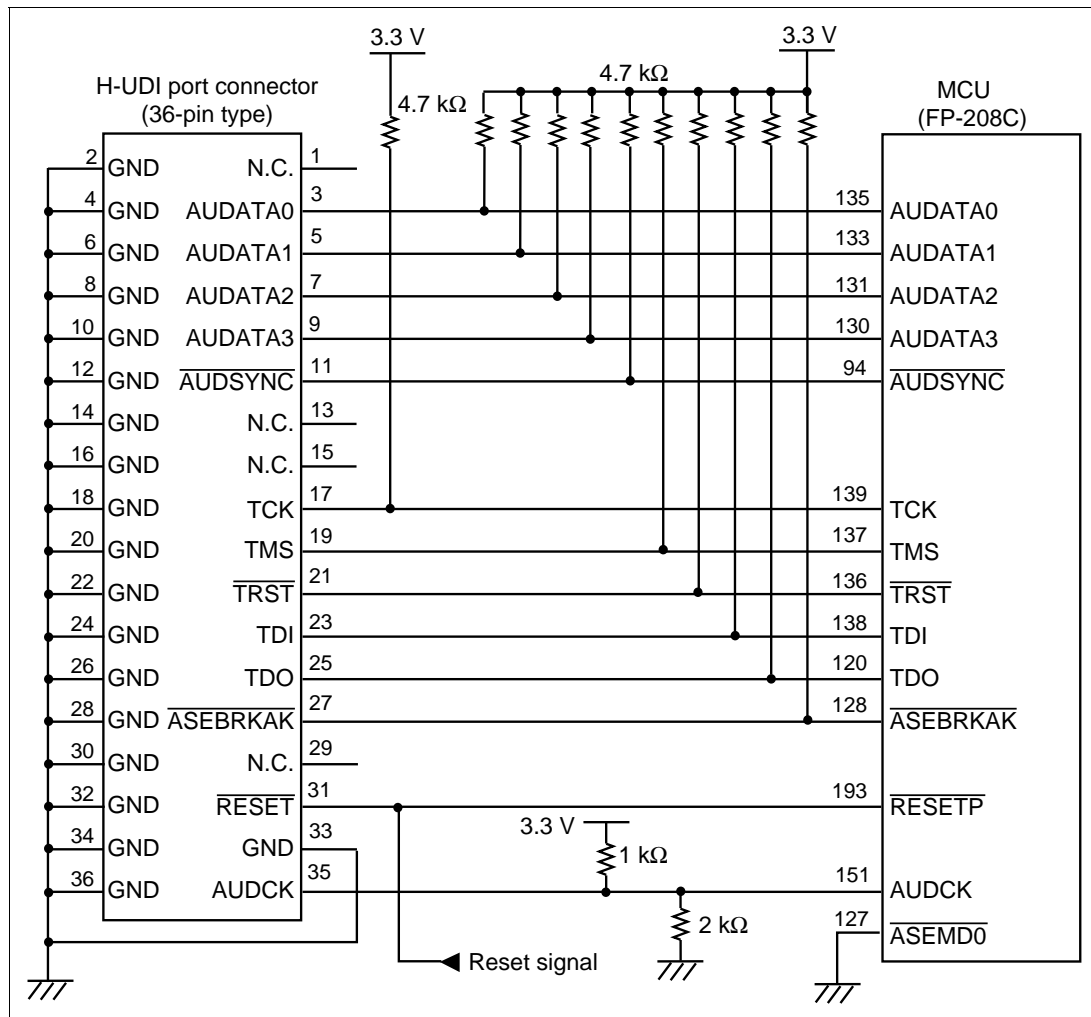 3.3 V
3.3 V
H-UDI port connector
(36-pin type)
4.7 kΩ
4.7 kΩ
MCU
(FP-208C)
2 GND N.C. 1
4 GND AUDATA0 3 135 AUDATA0
6 GND AUDATA1 5 133 AUDATA1
8 GND AUDATA2 7 131 AUDATA2
10 GND AUDATA3 9 130 AUDATA3
12 GND AUDSYNC 11 94 AUDSYNC
14 GND N.C. 13
16 GND N.C. 15
18 GND TCK 17 139 TCK
20 GND TMS 19 137 TMS
22 GND TRST 21 136 TRST
24 GND TDI 23 138 TDI
26 GND TDO 25 120 TDO
28 GND ASEBRKAK 27 128 ASEBRKAK
30 GND N.C. 29
32 GND RESET 31 193 RESETP
34 GND GND 33
3.3 V
1 kΩ
36 GND AUDCK 35 151 AUDCK
2 kΩ
127 ASEMD0
Reset signal